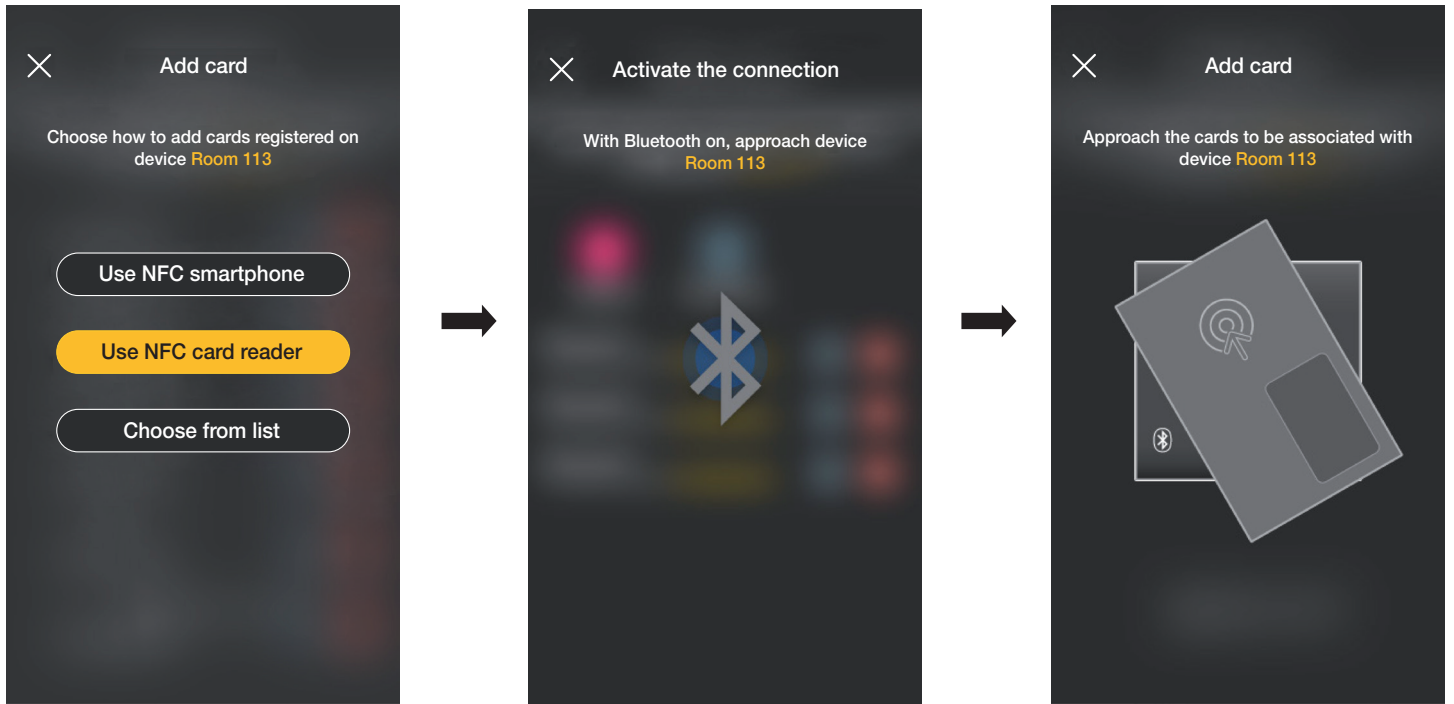 Add card
Choose how to add cards registered on
device Room 113
Use NFC smartphone
Use NFC card reader
Choose from list
Activate the connection
With Bluetooth on, approach device
Room 113
Add card
Approach the cards to be associated with
device Room 113